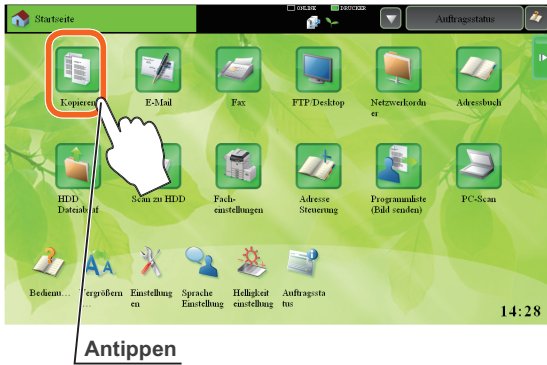 Startseite
ONLINE DRUCKER
Auftragsstatus
Kopieren E-Mail Fax FTP/Desktop Netzwerkordn
er Adressbuch
HDD
Scan zu HDD Fach-
einstellungen Adresse
Steuerung Programmliste
(Bild senden) PC-Scan
Bedienu... Vergrößern
... Einstellung
en Sprache
Einstellung Helligkeit
einstellung Auftragssta
tus
14:28
Antippen